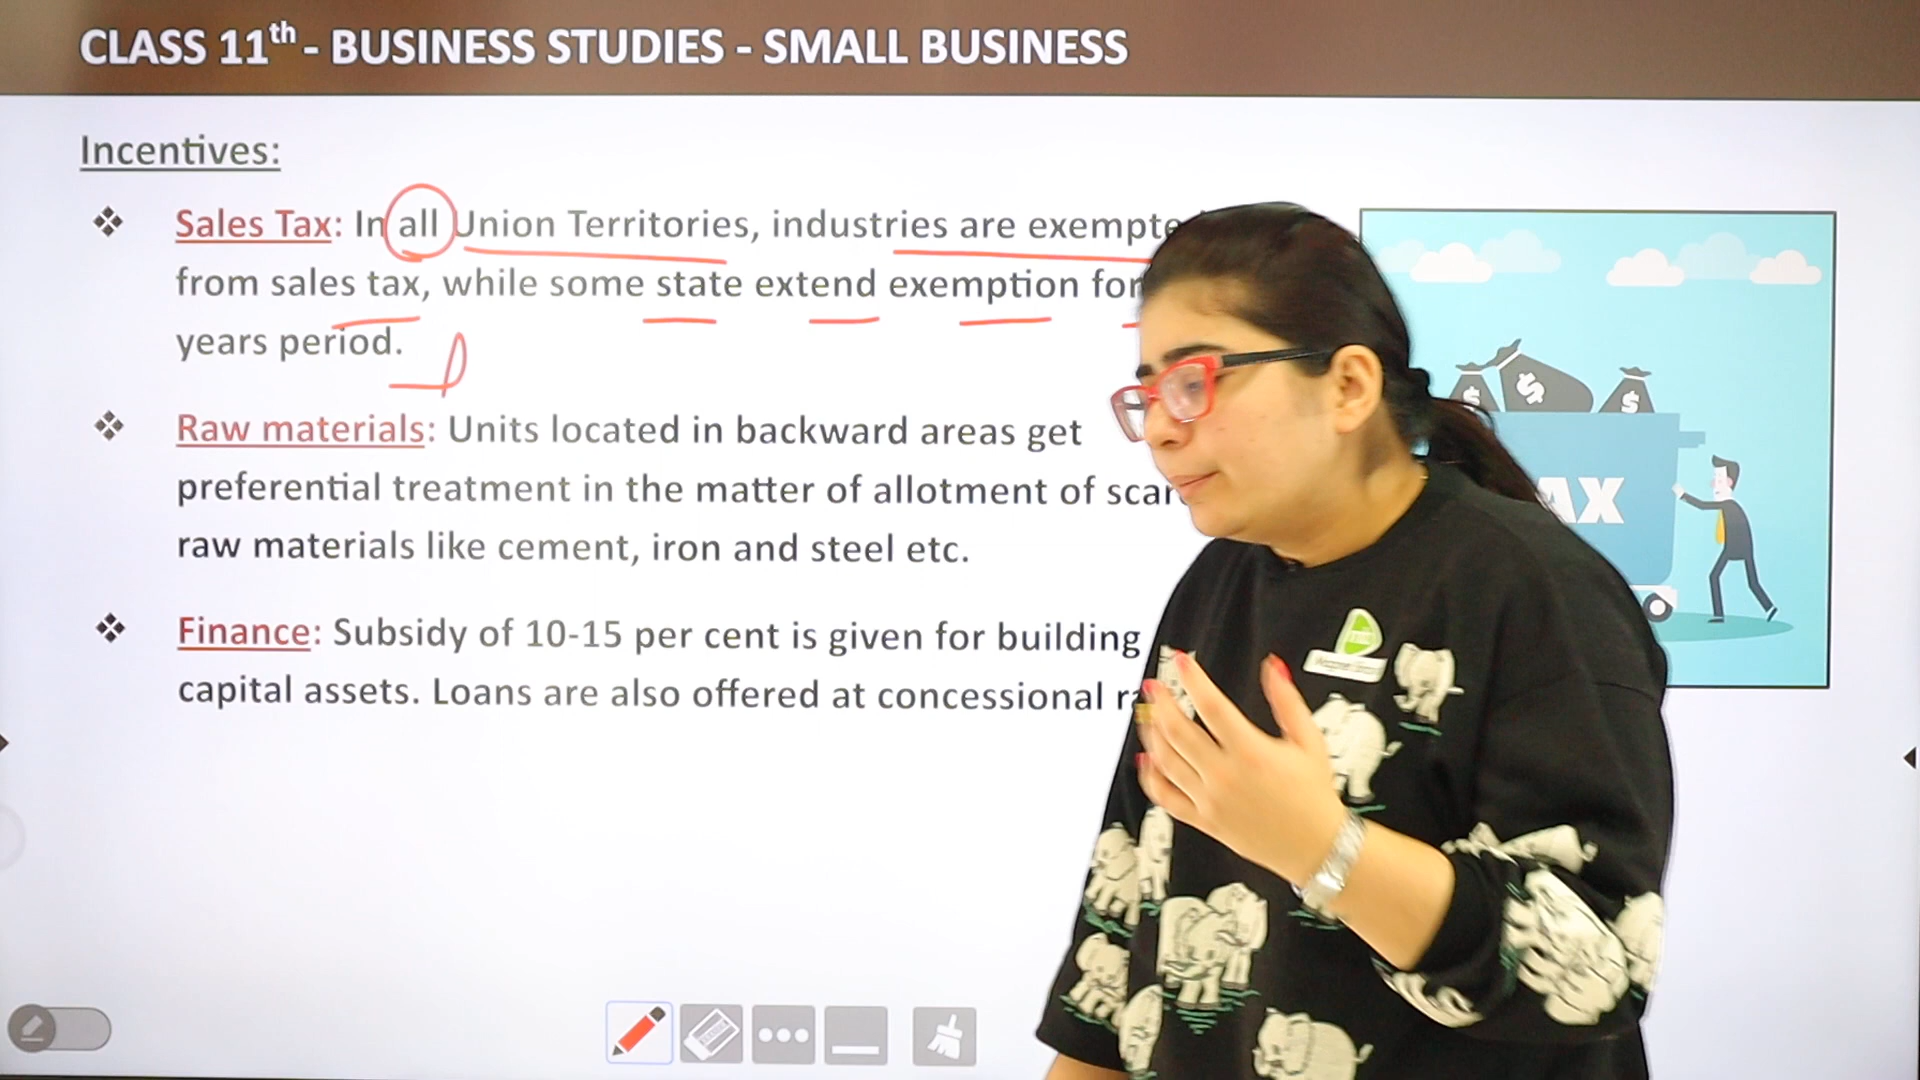 CLASS 11th - BUSINESS STUDIES - SMALL BUSINESS
Incentives:
❖ Sales Tax: In all Union Territories, industries are
from sales tax, while some state extend exemption for
years period.
❖ Raw materials: Units located in backward areas get
preferential treatment in the matter of allotment of
raw materials like cement, iron and steel etc.
❖ Finance: Subsidy of 10-15 per cent is given for building
capital assets. Loans are also offered at concessional
$ $ $
AX